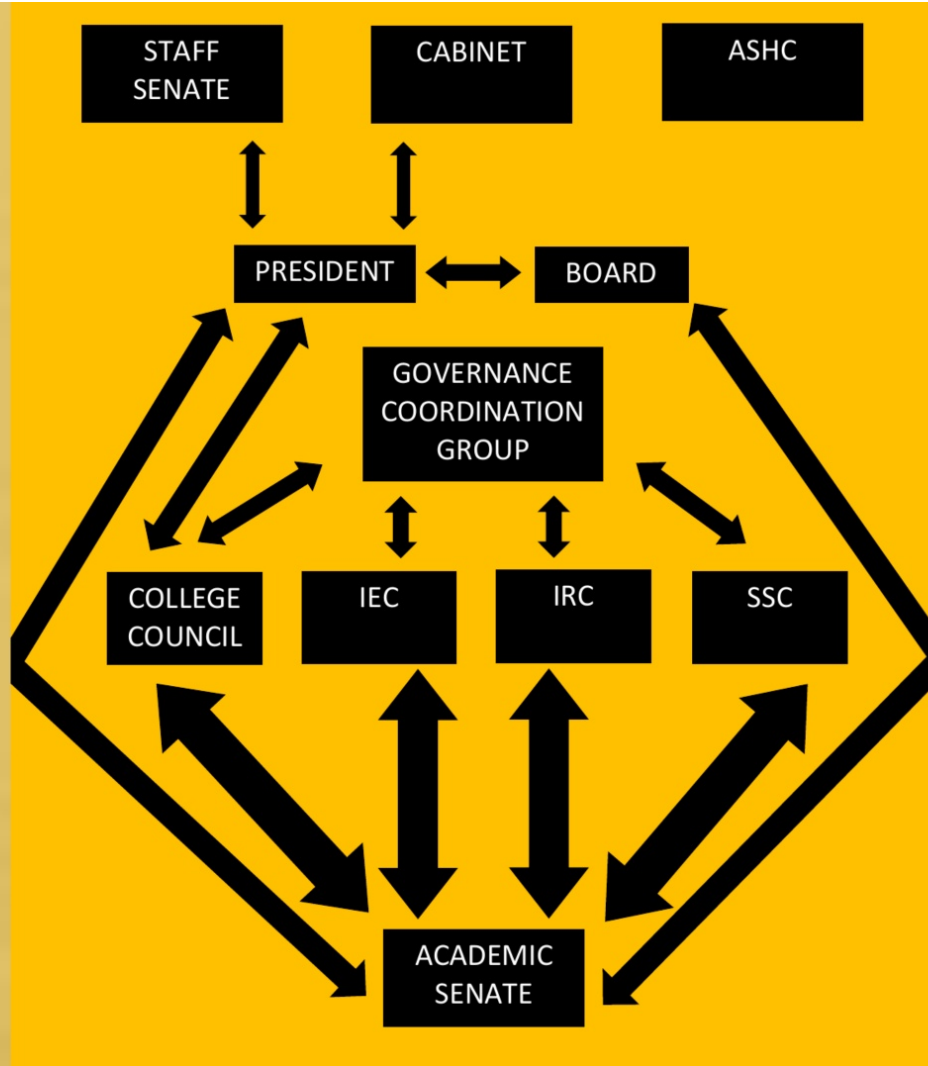 STAFF
SENATE
CABINET
ASHC
PRESIDENT
BOARD
GOVERNANCE
COORDINATION
GROUP
COLLEGE
COUNCIL
IEC
IRC
SSC
ACADEMIC
SENATE